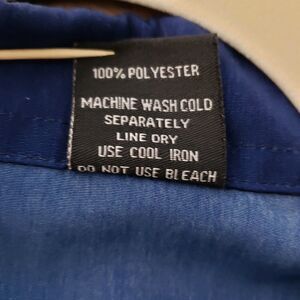 100% POLYESTER
MACHINE WASH COLD
SEPARATELY
LINE DRY
USE COOL IRON
DO NOT USE BLEACH